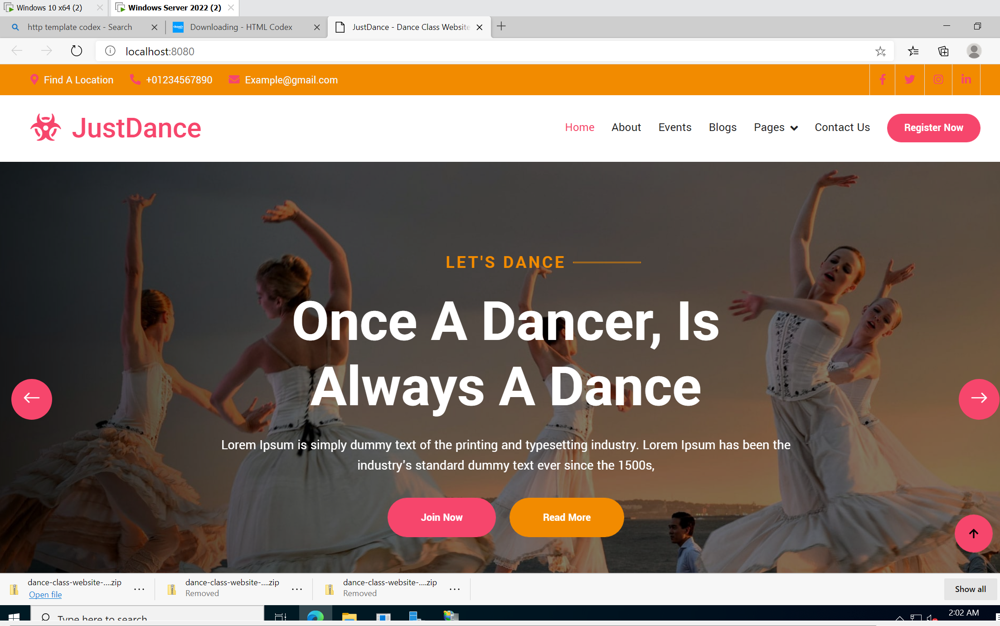 Windows 10 x64 (2)
Windows Server 2022 (2)
http template codex - Search
Downloading - HTML Codex
JustDance - Dance Class Website
localhost:8080
Find A Location
+01234567890
Example@gmail.com
JustDance
Home
About
Events
Blogs
Pages
Contact Us
Register Now
LET'S DANCE
Once A Dancer, Is
Always A Dance
Lorem Ipsum is simply dummy text of the printing and typesetting industry. Lorem Ipsum has been the
industry's standard dummy text ever since the 1500s,
Join Now
Read More
dance-class-website-....zip
Open file
dance-class-website-....zip
Removed
dance-class-website-....zip
Removed
Show all
Type here to search
2:02 AM